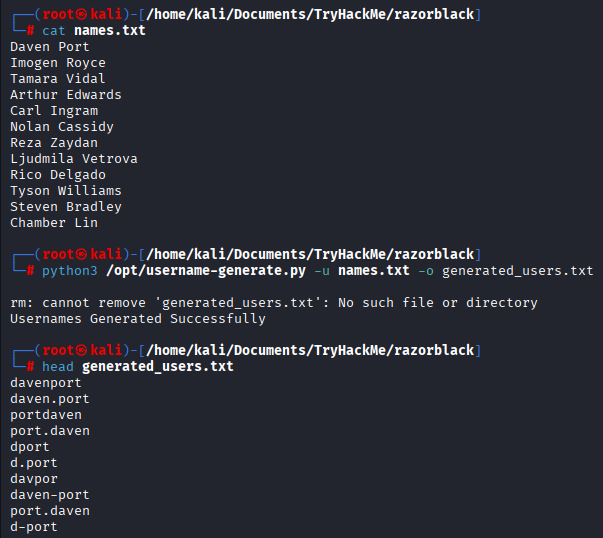 ┌──(root㉿kali)-[/home/kali/Documents/TryHackMe/razorblack]
└─# cat names.txt
Daven Port
Imogen Royce
Tamara Vidal
Arthur Edwards
Carl Ingram
Nolan Cassidy
Reza Zaydan
Ljudmila Vetrova
Rico Delgado
Tyson Williams
Steven Bradley
Chamber Lin
┌──(root㉿kali)-[/home/kali/Documents/TryHackMe/razorblack]
└─# python3 /opt/username-generate.py -u names.txt -o generated_users.txt
rm: cannot remove 'generated_users.txt': No such file or directory
Usernames Generated Successfully
┌──(root㉿kali)-[/home/kali/Documents/TryHackMe/razorblack]
└─# head generated_users.txt
davenport
daven.port
portdaven
port.daven
dport
d.port
davpor
daven-port
port.daven
d-port